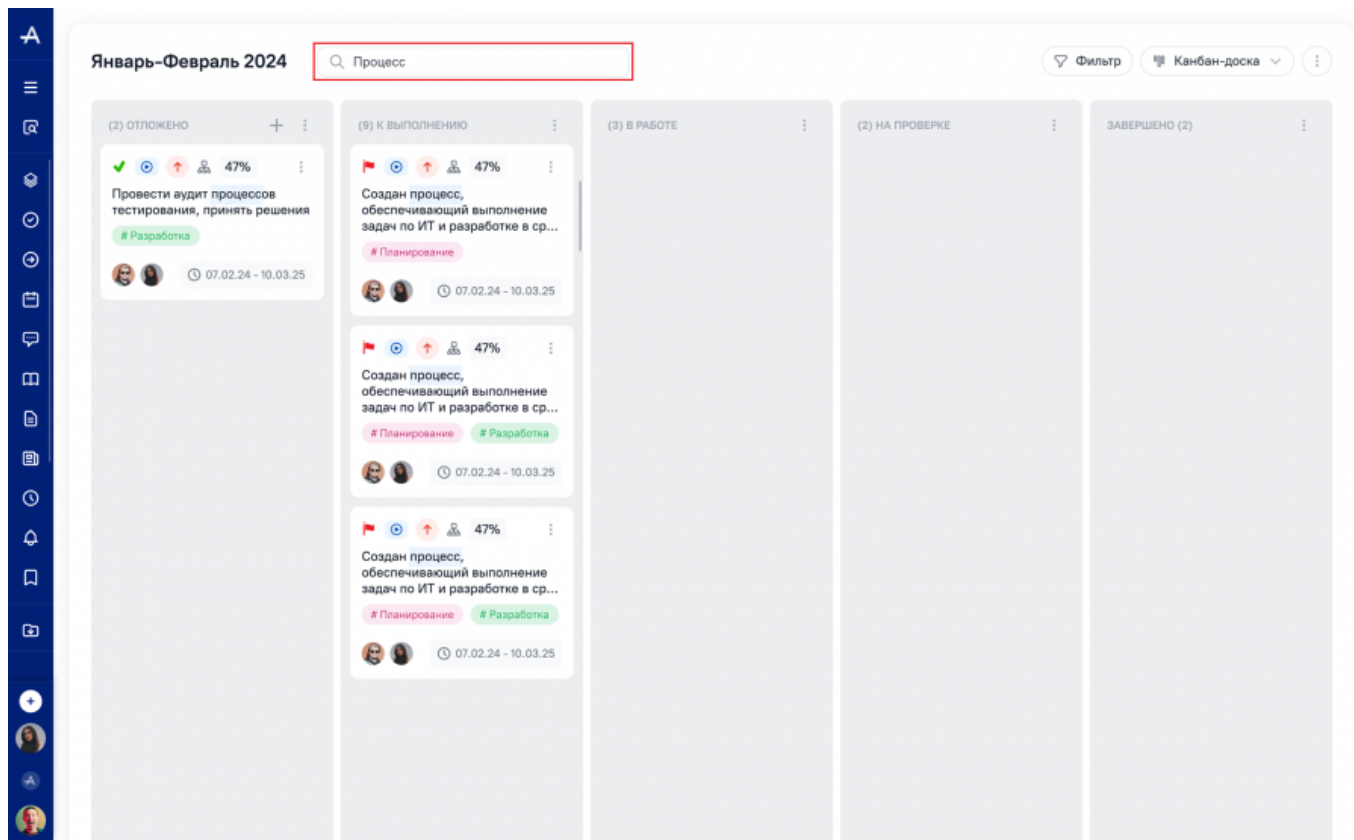 Январь-Февраль 2024
Процесс
Фильтр
Канбан-доска
(2) ОТЛОЖЕНО
47%
Провести аудит процессов
тестирования, принять решения
# Разработка
07.02.24 - 10.03.25
(9) К ВЫПОЛНЕНИЮ
47%
Создан процесс,
обеспечивающий выполнение
задач по ИТ и разработке в ср...
# Планирование
07.02.24 - 10.03.25
47%
Создан процесс,
обеспечивающий выполнение
задач по ИТ и разработке в ср...
# Планирование # Разработка
07.02.24 - 10.03.25
47%
Создан процесс,
обеспечивающий выполнение
задач по ИТ и разработке в ср...
# Планирование # Разработка
07.02.24 - 10.03.25
(3) В РАБОТЕ
(2) НА ПРОВЕРКЕ
ЗАВЕРШЕНО (2)